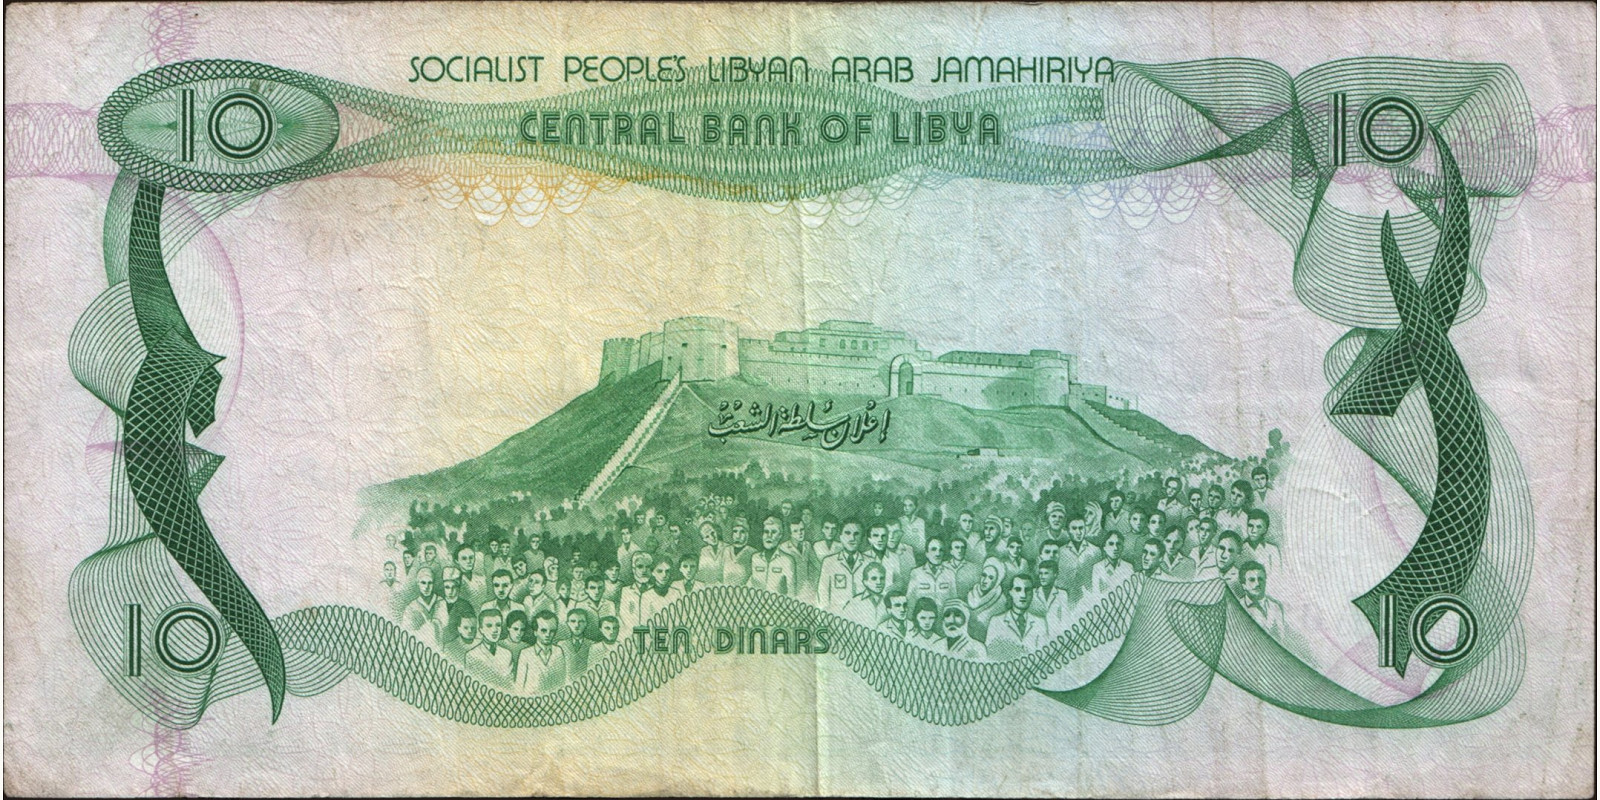 SOCIALIST PEOPLE'S LIBYAN ARAB JAMAHIRIYA
10 CENTRAL BANK OF LIBYA 10
إعلان سلطة الشعب
10 TEN DINARS 10